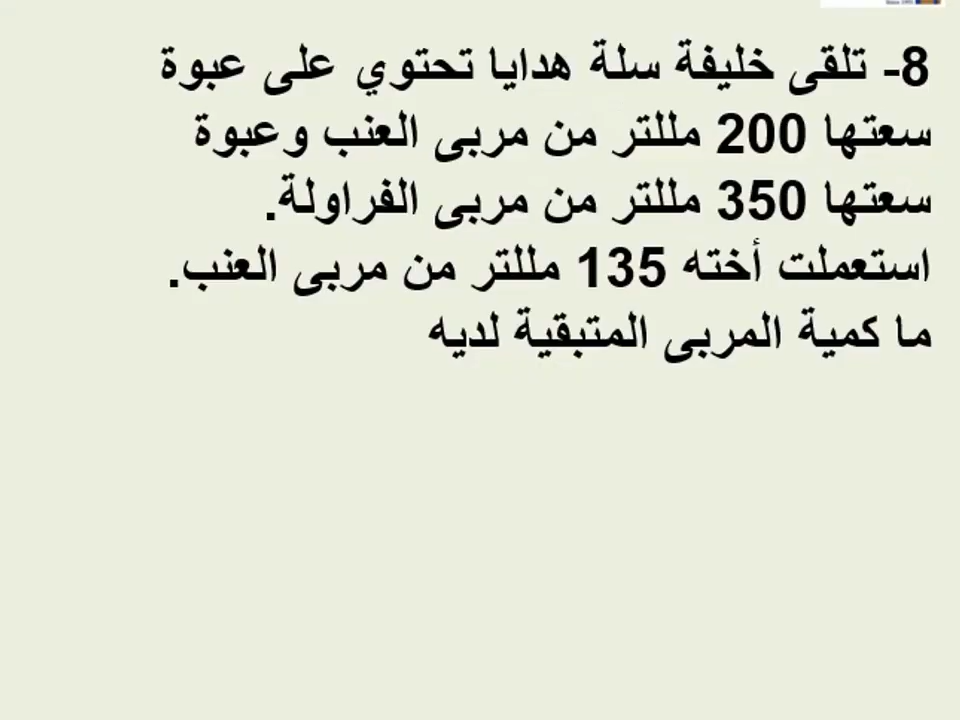 8- تلقى خليفة سلة هدايا تحتوي على عبوة
سعتها 200 مللتر من مربى العنب وعبوة
سعتها 350 مللتر من مربى الفراولة.
استعملت أخته 135 مللتر من مربى العنب.
ما كمية المربى المتبقية لديه